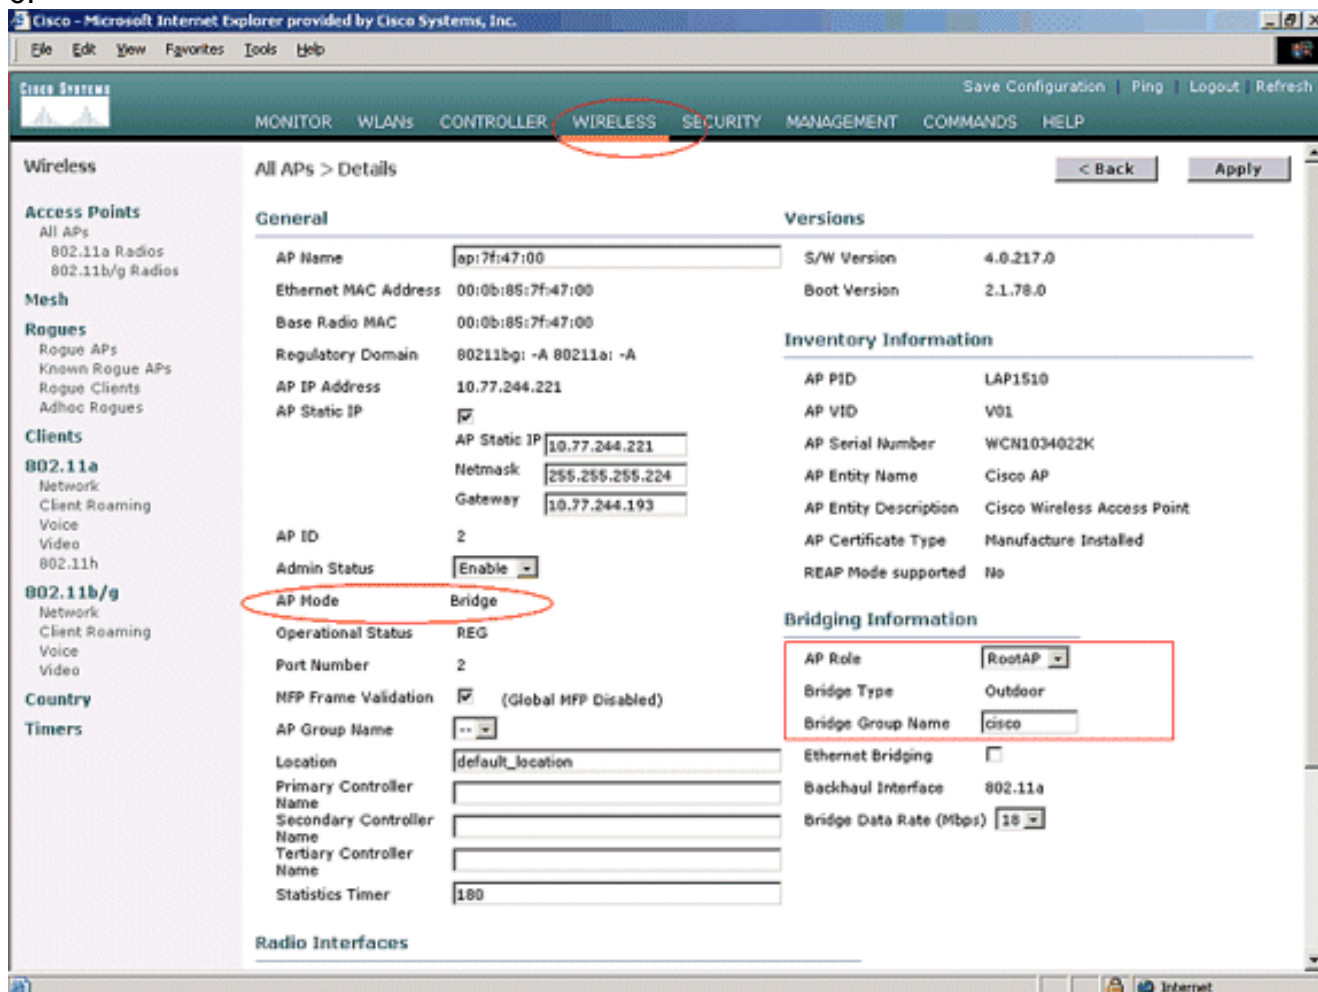 Cisco - Microsoft Internet Explorer provided by Cisco Systems, Inc.
File Edit View Favorites Tools Help
Cisco Systems
Save Configuration | Ping | Logout | Refresh
MONITOR WLANs CONTROLLER WIRELESS SECURITY MANAGEMENT COMMANDS HELP
Wireless
Access Points
All APs
802.11a Radios
802.11b/g Radios
Mesh
Rogues
Rogue APs
Known Rogue APs
Rogue Clients
Adhoc Rogues
Clients
802.11a
Network
Client Roaming
Voice
Video
802.11h
802.11b/g
Network
Client Roaming
Voice
Video
Country
Timers
All APs > Details
< Back Apply
General
AP Name ap:7f:47:00
Ethernet MAC Address 00:0b:85:7f:47:00
Base Radio MAC 00:0b:85:7f:47:00
Regulatory Domain 80211bg: -A 80211a: -A
AP IP Address 10.77.244.221
AP Static IP
AP Static IP 10.77.244.221
Netmask 255.255.255.224
Gateway 10.77.244.193
AP ID 2
Admin Status Enable
AP Mode Bridge
Operational Status REG
Port Number 2
MFP Frame Validation (Global MFP Disabled)
AP Group Name --
Location default_location
Primary Controller
Name
Secondary Controller
Name
Tertiary Controller
Name
Statistics Timer 180
Radio Interfaces
Versions
S/W Version 4.0.217.0
Boot Version 2.1.78.0
Inventory Information
AP PID LAP1510
AP VID V01
AP Serial Number WCN1034022K
AP Entity Name Cisco AP
AP Entity Description Cisco Wireless Access Point
AP Certificate Type Manufacture Installed
REAP Mode supported No
Bridging Information
AP Role RootAP
Bridge Type Outdoor
Bridge Group Name cisco
Ethernet Bridging
Backhaul Interface 802.11a
Bridge Data Rate (Mbps) 18
Internet